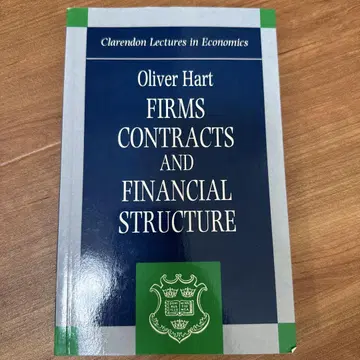 Clarendon Lectures in Economics
Oliver Hart
FIRMS
CONTRACTS
AND
FINANCIAL
STRUCTURE